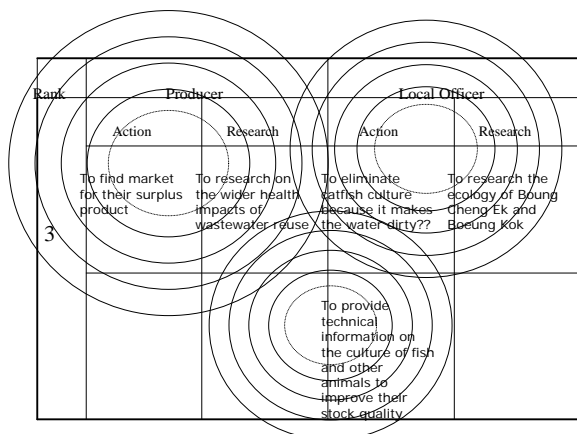 Rank
Producer
Local Officer
Action
Research
Action
Research
3
To find market
for their surplus
product
To research on
the wider health
impacts of
wastewater reuse
To eliminate
catfish culture
because it makes
the water dirty??
To research the
ecology of Boung
Cheng Ek and
Boeung Kok
To provide
technical
information on
the culture of fish
and other
animals to
improve their
stock quality